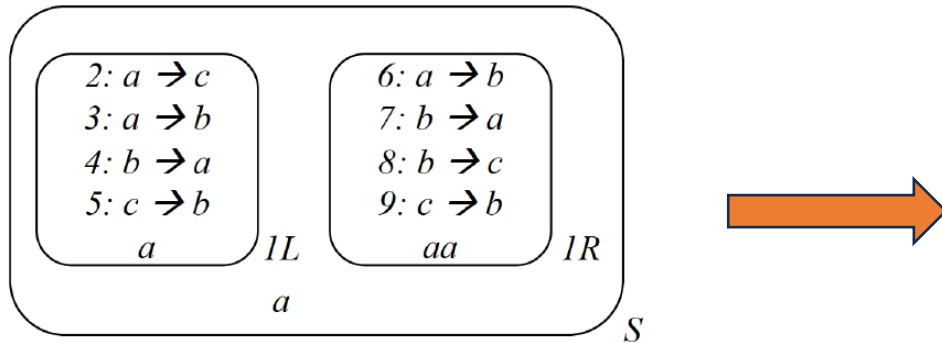 2: a → c
3: a → b
4: b → a
5: c → b
a
1L
6: a → b
7: b → a
8: b → c
9: c → b
aa
1R
a
S